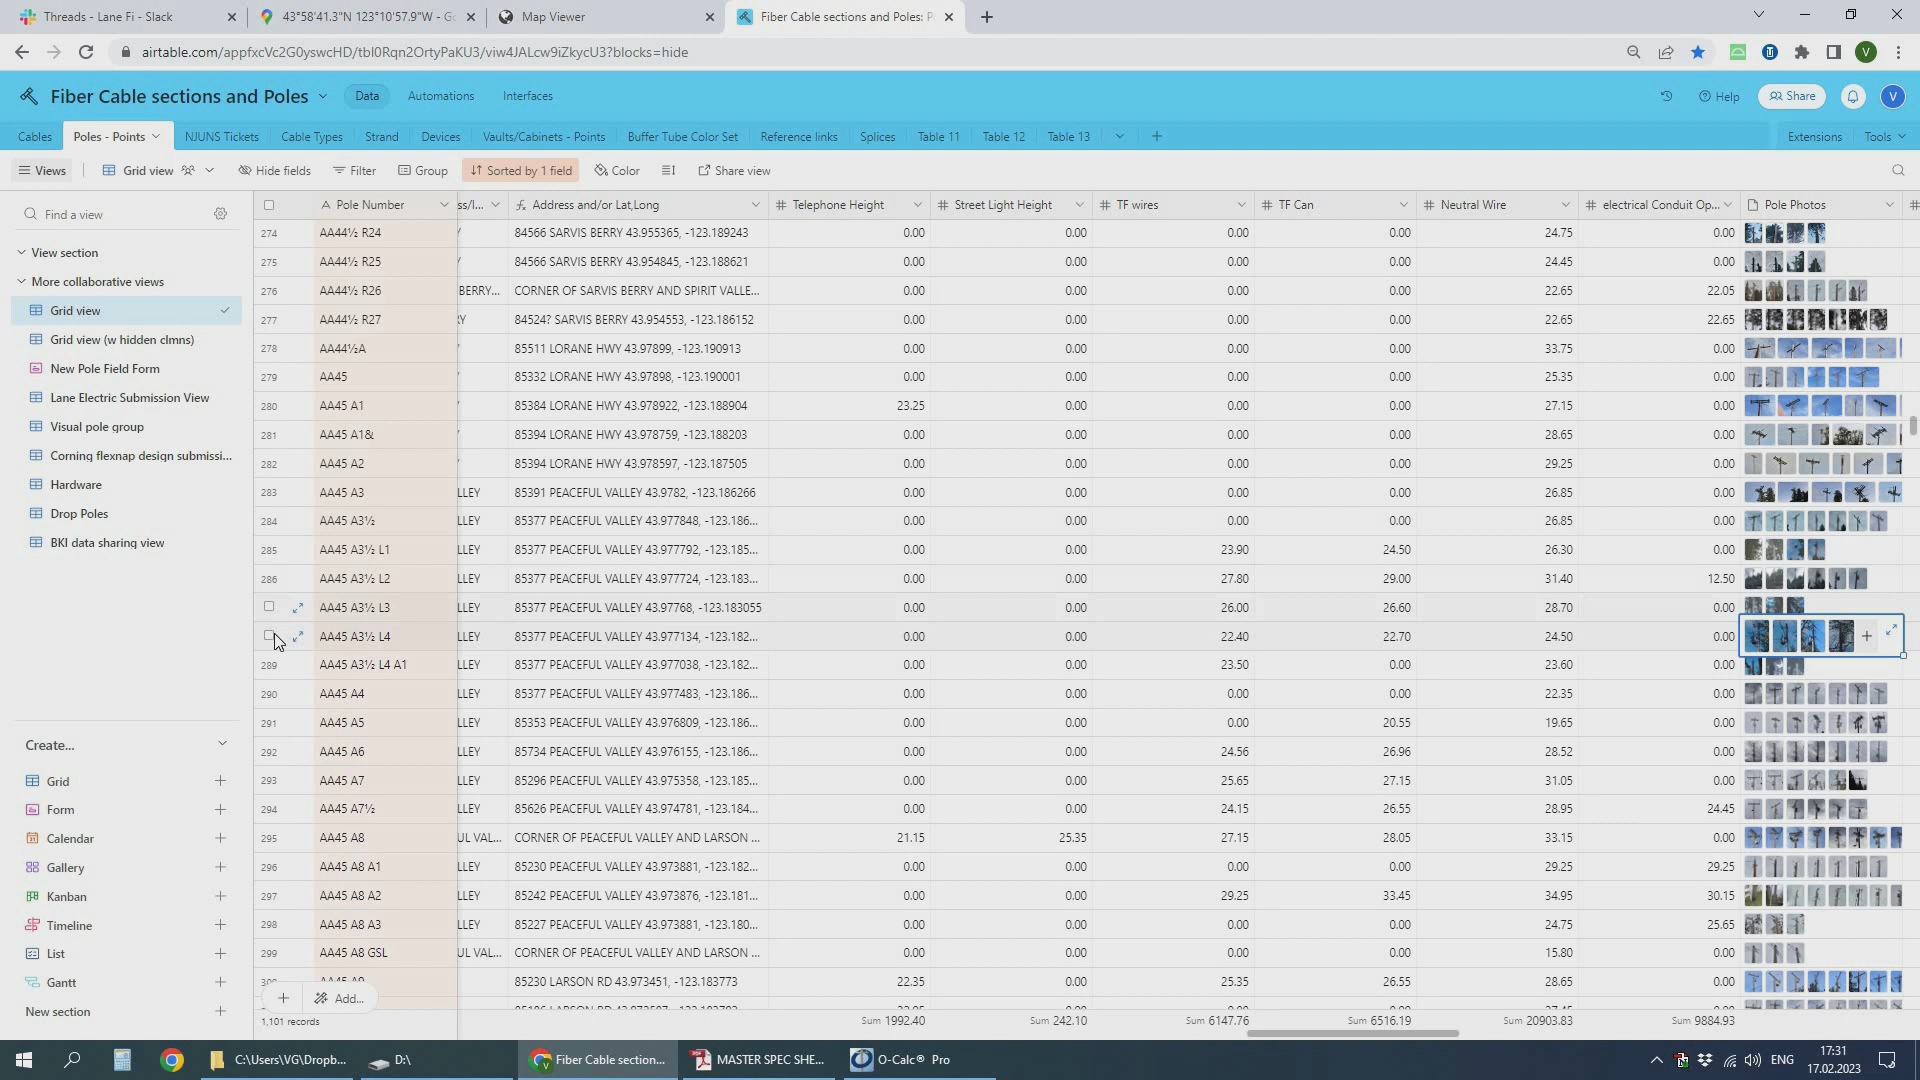 Threads - Lane Fi - Slack
43°58'41.3"N 123°10'57.9"W - Go
Map Viewer
Fiber Cable sections and Poles: P
airtable.com/appfxcVc2G0yswcHD/tbl0Rqn2OrtyPaKU3/viw4JALcw9iZkycU3?blocks=hide
V
Fiber Cable sections and Poles
Data
Automations
Interfaces
Help
Share
V
Cables
Poles - Points
NJUNS Tickets
Cable Types
Strand
Devices
Vaults/Cabinets - Points
Buffer Tube Color Set
Reference links
Splices
Table 11
Table 12
Table 13
Extensions
Tools
Views
Grid view
Hide fields
Filter
Group
Sorted by 1 field
Color
Share view
Find a view
View section
More collaborative views
Grid view
Grid view (w hidden clmns)
New Pole Field Form
Lane Electric Submission View
Visual pole group
Corning flexnap design submissi...
Hardware
Drop Poles
BKI data sharing view
Create...
Grid
Form
Calendar
Gallery
Kanban
Timeline
List
Gantt
New section
Pole Number ss/l... Address and/or Lat,Long Telephone Height Street Light Height TF wires TF Can Neutral Wire electrical Conduit Op... Pole Photos
274 AA44½ R24 Y 84566 SARVIS BERRY 43.955365, -123.189243 0.00 0.00 0.00 0.00 24.75 0.00
275 AA44½ R25 Y 84566 SARVIS BERRY 43.954845, -123.188621 0.00 0.00 0.00 0.00 24.45 0.00
276 AA44½ R26 BERRY... CORNER OF SARVIS BERRY AND SPIRIT VALLE... 0.00 0.00 0.00 0.00 22.65 22.05
277 AA44½ R27 RY 84524? SARVIS BERRY 43.954553, -123.186152 0.00 0.00 0.00 0.00 22.65 22.65
278 AA44½A 85511 LORANE HWY 43.97899, -123.190913 0.00 0.00 0.00 0.00 33.75 0.00
279 AA45 85332 LORANE HWY 43.97898, -123.190001 0.00 0.00 0.00 0.00 25.35 0.00
280 AA45 A1 85384 LORANE HWY 43.978922, -123.188904 23.25 0.00 0.00 0.00 27.15 0.00
281 AA45 A1& 85394 LORANE HWY 43.978759, -123.188203 0.00 0.00 0.00 0.00 28.65 0.00
282 AA45 A2 85394 LORANE HWY 43.978597, -123.187505 0.00 0.00 0.00 0.00 29.25 0.00
283 AA45 A3 LLEY 85391 PEACEFUL VALLEY 43.9782, -123.186266 0.00 0.00 0.00 0.00 26.85 0.00
284 AA45 A3½ LLEY 85377 PEACEFUL VALLEY 43.977848, -123.186... 0.00 0.00 0.00 0.00 26.85 0.00
285 AA45 A3½ L1 LLEY 85377 PEACEFUL VALLEY 43.977792, -123.185... 0.00 0.00 23.90 24.50 26.30 0.00
286 AA45 A3½ L2 LLEY 85377 PEACEFUL VALLEY 43.977724, -123.183... 0.00 0.00 27.80 29.00 31.40 12.50
AA45 A3½ L3 LLEY 85377 PEACEFUL VALLEY 43.97768, -123.183055 0.00 0.00 26.00 26.60 28.70 0.00
AA45 A3½ L4 LLEY 85377 PEACEFUL VALLEY 43.977134, -123.182... 0.00 0.00 22.40 22.70 24.50 0.00
289 AA45 A3½ L4 A1 LLEY 85377 PEACEFUL VALLEY 43.977038, -123.182... 0.00 0.00 23.50 0.00 23.60 0.00
290 AA45 A4 LLEY 85377 PEACEFUL VALLEY 43.977483, -123.186... 0.00 0.00 0.00 0.00 22.35 0.00
291 AA45 A5 LLEY 85353 PEACEFUL VALLEY 43.976809, -123.186... 0.00 0.00 0.00 20.55 19.65 0.00
292 AA45 A6 LLEY 85734 PEACEFUL VALLEY 43.976155, -123.186... 0.00 0.00 24.56 26.96 28.52 0.00
293 AA45 A7 LLEY 85296 PEACEFUL VALLEY 43.975358, -123.185... 0.00 0.00 25.65 27.15 31.05 0.00
294 AA45 A7½ LLEY 85626 PEACEFUL VALLEY 43.974781, -123.184... 0.00 0.00 24.15 26.55 28.95 24.45
295 AA45 A8 UL VAL... CORNER OF PEACEFUL VALLEY AND LARSON ... 21.15 25.35 27.15 28.05 33.15 0.00
296 AA45 A8 A1 LLEY 85230 PEACEFUL VALLEY 43.973881, -123.182... 0.00 0.00 0.00 0.00 29.25 29.25
297 AA45 A8 A2 LLEY 85242 PEACEFUL VALLEY 43.973876, -123.181... 0.00 0.00 29.25 33.45 34.95 30.15
298 AA45 A8 A3 LLEY 85227 PEACEFUL VALLEY 43.973881, -123.180... 0.00 0.00 0.00 0.00 24.75 25.65
299 AA45 A8 GSL UL VAL... CORNER OF PEACEFUL VALLEY AND LARSON ... 0.00 0.00 0.00 0.00 15.80 0.00
AA45 A9 85230 LARSON RD 43.973451, -123.183773 22.35 0.00 25.35 26.55 28.65 0.00
Add...
1,101 records Sum 1992.40 Sum 242.10 Sum 6147.76 Sum 6516.19 Sum 20903.83 Sum 9884.93
C:\Users\VG\Dropb...
D:\
Fiber Cable section...
MASTER SPEC SHE...
O-Calc® Pro
ENG
17:31
17.02.2023